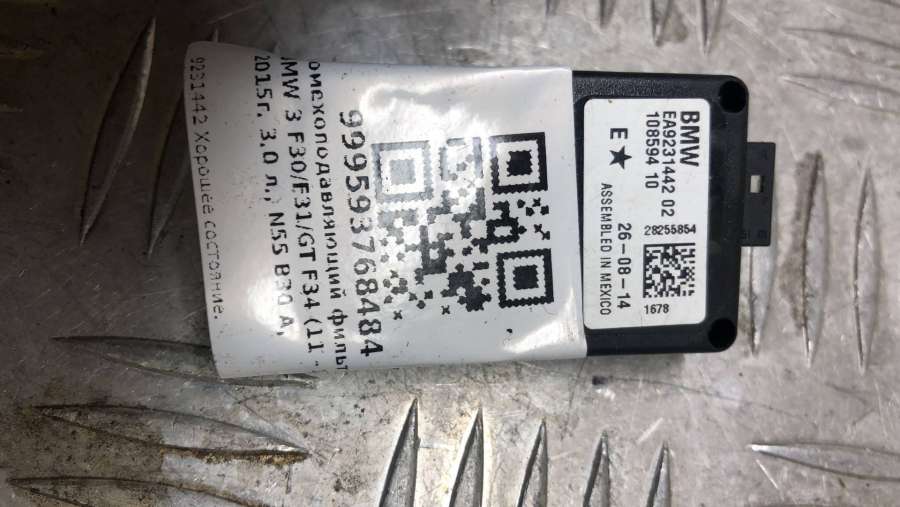 999593768484
омехоподавляющий фильт
BMW 3 F30/F31/GT F34 (11 -
2015г. 3.0 л., N55 B30 A,
9231442 Хорошее состояние.
BMW
EA9231442 02
108594 10
E
28255854
26-08-14
ASSEMBLED IN MEXICO
1678